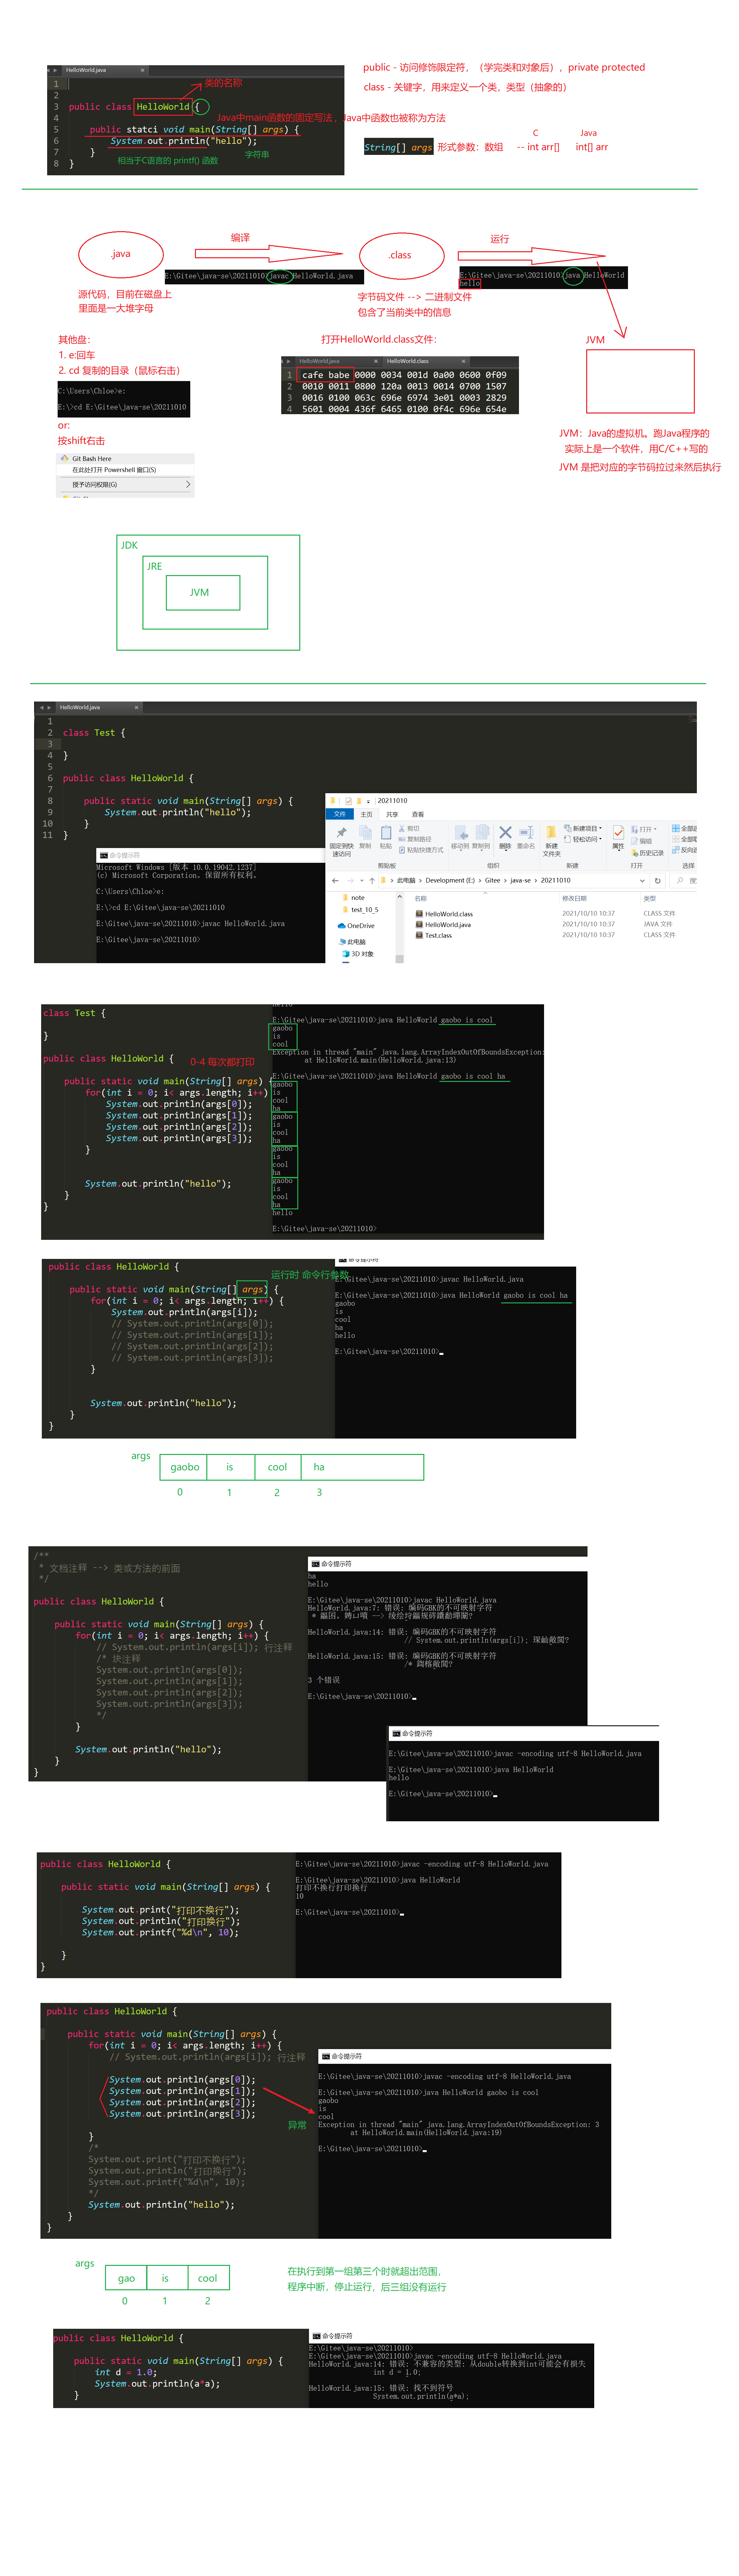 HelloWorld.java
1
2
3 public class HelloWorld {
4
5 public statci void main(String[] args) {
6 System.out.println("hello");
7 }
8 }
类的名称
Java中main函数的固定写法，Java中函数也被称为方法
相当于C语言的 printf() 函数
字符串
public - 访问修饰限定符，（学完类和对象后），private protected
class - 关键字，用来定义一个类，类型（抽象的）
C Java
String[] args 形式参数：数组 -- int arr[] int[] arr
.java
编译
.class
运行
E:\Gitee\java-se\20211010>javac HelloWorld.java
E:\Gitee\java-se\20211010>java HelloWorld
hello
源代码，目前在磁盘上
里面是一大堆字母
字节码文件 --> 二进制文件
包含了当前类中的信息
其他盘：
1. e:回车
2. cd 复制的目录（鼠标右击）
C:\Users\Chloe>e:
E:\>cd E:\Gitee\java-se\20211010
or:
按shift右击
Git Bash Here
在此处打开 Powershell 窗口(S)
授予访问权限(G)
打开HelloWorld.class文件：
HelloWorld.java HelloWorld.class
1 cafe babe 0000 0034 001d 0a00 0600 0f09
2 0010 0011 0800 120a 0013 0014 0700 1507
3 0016 0100 063c 696e 6974 3e01 0003 2829
4 5601 0004 436f 6465 0100 0f4c 696e 654e
JVM
JVM：Java的虚拟机。跑Java程序的
实际上是一个软件，用C/C++写的
JVM 是把对应的字节码拉过来然后执行
JDK
JRE
JVM
HelloWorld.java
1
2 class Test {
3
4 }
5
6 public class HelloWorld {
7
8 public static void main(String[] args) {
9 System.out.println("hello");
10 }
11 }
命令提示符
Microsoft Windows [版本 10.0.19042.1237]
(c) Microsoft Corporation。保留所有权利。
C:\Users\Chloe>e:
E:\>cd E:\Gitee\java-se\20211010
E:\Gitee\java-se\20211010>javac HelloWorld.java
E:\Gitee\java-se\20211010>
20211010
文件 主页 共享 查看
固定到快速访问 复制 粘贴 剪切 复制路径 粘贴快捷方式 移动到 复制到 删除 重命名 新建文件夹 新建项目 轻松访问 属性 打开 编辑 历史记录
剪贴板 组织 新建 打开 选择
此电脑 > Development (E:) > Gitee > java-se > 20211010
名称 修改日期 类型
note
test_10_5
OneDrive
此电脑
3D 对象
HelloWorld.class 2021/10/10 10:37 CLASS 文件
HelloWorld.java 2021/10/10 10:37 JAVA 文件
Test.class 2021/10/10 10:37 CLASS 文件
class Test {
}
public class HelloWorld {
0-4 每次都打印
public static void main(String[] args) {
for(int i = 0; i< args.length; i++)
System.out.println(args[0]);
System.out.println(args[1]);
System.out.println(args[2]);
System.out.println(args[3]);
}
System.out.println("hello");
}
}
hello
E:\Gitee\java-se\20211010>java HelloWorld gaobo is cool
gaobo
is
cool
Exception in thread "main" java.lang.ArrayIndexOutOfBoundsException:
at HelloWorld.main(HelloWorld.java:13)
E:\Gitee\java-se\20211010>java HelloWorld gaobo is cool ha
gaobo
is
cool
ha
gaobo
is
cool
ha
gaobo
is
cool
ha
gaobo
is
cool
ha
hello
E:\Gitee\java-se\20211010>
public class HelloWorld {
运行时 命令行参数
public static void main(String[] args) {
for(int i = 0; i< args.length; i++) {
System.out.println(args[i]);
// System.out.println(args[0]);
// System.out.println(args[1]);
// System.out.println(args[2]);
// System.out.println(args[3]);
}
System.out.println("hello");
}
}
命令提示符
E:\Gitee\java-se\20211010>javac HelloWorld.java
E:\Gitee\java-se\20211010>java HelloWorld gaobo is cool ha
gaobo
is
cool
ha
hello
E:\Gitee\java-se\20211010>
args
gaobo is cool ha
0 1 2 3
/**
* 文档注释 --> 类或方法的前面
*/
public class HelloWorld {
public static void main(String[] args) {
for(int i = 0; i< args.length; i++) {
// System.out.println(args[i]); 行注释
/* 块注释
System.out.println(args[0]);
System.out.println(args[1]);
System.out.println(args[2]);
System.out.println(args[3]);
*/
}
System.out.println("hello");
}
}
命令提示符
ha
hello
E:\Gitee\java-se\20211010>javac HelloWorld.java
HelloWorld.java:7: 错误: 编码GBK的不可映射字符
HelloWorld.java:14: 错误: 编码GBK的不可映射字符
// System.out.println(args[i]);
HelloWorld.java:15: 错误: 编码GBK的不可映射字符
3 个错误
E:\Gitee\java-se\20211010>
命令提示符
E:\Gitee\java-se\20211010>javac -encoding utf-8 HelloWorld.java
E:\Gitee\java-se\20211010>java HelloWorld
hello
E:\Gitee\java-se\20211010>
public class HelloWorld {
public static void main(String[] args) {
System.out.print("打印不换行");
System.out.println("打印换行");
System.out.printf("%d\n", 10);
}
}
E:\Gitee\java-se\20211010>javac -encoding utf-8 HelloWorld.java
E:\Gitee\java-se\20211010>java HelloWorld
打印不换行打印换行
10
E:\Gitee\java-se\20211010>
public class HelloWorld {
public static void main(String[] args) {
for(int i = 0; i< args.length; i++) {
// System.out.println(args[i]); 行注释
System.out.println(args[0]);
System.out.println(args[1]);
System.out.println(args[2]);
System.out.println(args[3]);
异常
}
/*
System.out.print("打印不换行");
System.out.println("打印换行");
System.out.printf("%d\n", 10);
*/
System.out.println("hello");
}
}
命令提示符
E:\Gitee\java-se\20211010>javac -encoding utf-8 HelloWorld.java
E:\Gitee\java-se\20211010>java HelloWorld gaobo is cool
gaobo
is
cool
Exception in thread "main" java.lang.ArrayIndexOutOfBoundsException: 3
at HelloWorld.main(HelloWorld.java:19)
E:\Gitee\java-se\20211010>
args
gao is cool
0 1 2
在执行到第一组第三个时就超出范围，
程序中断，停止运行，后三组没有运行
public class HelloWorld {
public static void main(String[] args) {
int d = 1.0;
System.out.println(a*a);
}
命令提示符
E:\Gitee\java-se\20211010>
E:\Gitee\java-se\20211010>javac -encoding utf-8 HelloWorld.java
HelloWorld.java:14: 错误: 不兼容的类型: 从double转换到int可能会有损失
int d = 1.0;
HelloWorld.java:15: 错误: 找不到符号
System.out.println(a*a);